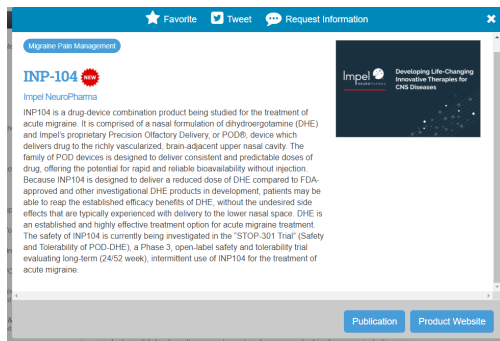 Favorite Tweet Request Information
Migraine Pain Management
INP-104 NEW
Impel NeuroPharma
INP104 is a drug-device combination product being studied for the treatment of
acute migraine. It is comprised of a nasal formulation of dihydroergotamine (DHE)
and Impel's proprietary Precision Olfactory Delivery, or POD®, device which
delivers drug to the richly vascularized, brain-adjacent upper nasal cavity. The
family of POD devices is designed to deliver consistent and predictable doses of
drug, offering the potential for rapid and reliable bioavailability without injection.
Because INP104 is designed to deliver a reduced dose of DHE compared to FDA-
approved and other investigational DHE products in development, patients may be
able to reap the established efficacy benefits of DHE, without the undesired side
effects that are typically experienced with delivery to the lower nasal space. DHE is
an established and highly effective treatment option for acute migraine treatment.
The safety of INP104 is currently being investigated in the "STOP-301 Trial" (Safety
and Tolerability of POD-DHE), a Phase 3, open-label safety and tolerability trial
evaluating long-term (24/52 week), intermittent use of INP104 for the treatment of
acute migraine.
Impel
NEUROPHARMA
Developing Life-Changing
Innovative Therapies for
CNS Diseases
Publication Product Website